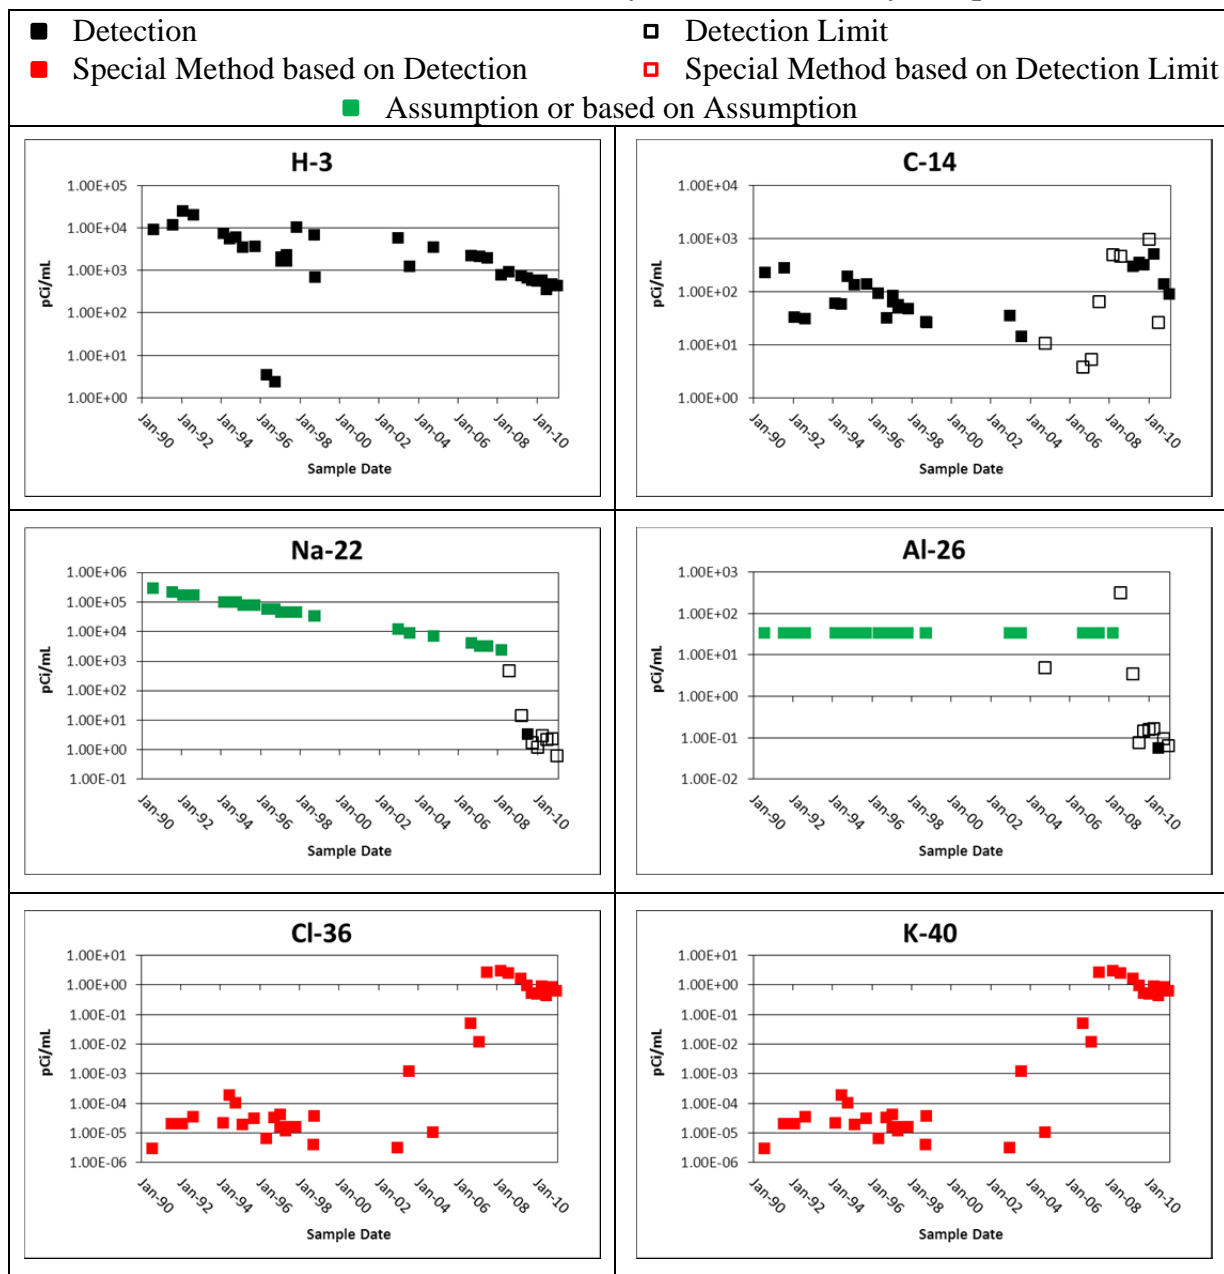 Detection Detection Limit
Special Method based on Detection Special Method based on Detection Limit
Assumption or based on Assumption
H-3
1.00E+05
1.00E+04
1.00E+03
1.00E+02
1.00E+01
1.00E+00
pCi/mL
Jan-90 Jan-92 Jan-94 Jan-96 Jan-98 Jan-00 Jan-02 Jan-04 Jan-06 Jan-08 Jan-10
Sample Date
C-14
1.00E+04
1.00E+03
1.00E+02
1.00E+01
1.00E+00
pCi/mL
Jan-90 Jan-92 Jan-94 Jan-96 Jan-98 Jan-00 Jan-02 Jan-04 Jan-06 Jan-08 Jan-10
Sample Date
Na-22
1.00E+06
1.00E+05
1.00E+04
1.00E+03
1.00E+02
1.00E+01
1.00E+00
1.00E-01
pCi/mL
Jan-90 Jan-92 Jan-94 Jan-96 Jan-98 Jan-00 Jan-02 Jan-04 Jan-06 Jan-08 Jan-10
Sample Date
Al-26
1.00E+03
1.00E+02
1.00E+01
1.00E+00
1.00E-01
1.00E-02
pCi/mL
Jan-90 Jan-92 Jan-94 Jan-96 Jan-98 Jan-00 Jan-02 Jan-04 Jan-06 Jan-08 Jan-10
Sample Date
Cl-36
1.00E+01
1.00E+00
1.00E-01
1.00E-02
1.00E-03
1.00E-04
1.00E-05
1.00E-06
pCi/mL
Jan-90 Jan-92 Jan-94 Jan-96 Jan-98 Jan-00 Jan-02 Jan-04 Jan-06 Jan-08 Jan-10
Sample Date
K-40
1.00E+01
1.00E+00
1.00E-01
1.00E-02
1.00E-03
1.00E-04
1.00E-05
1.00E-06
pCi/mL
Jan-90 Jan-92 Jan-94 Jan-96 Jan-98 Jan-00 Jan-02 Jan-04 Jan-06 Jan-08 Jan-10
Sample Date